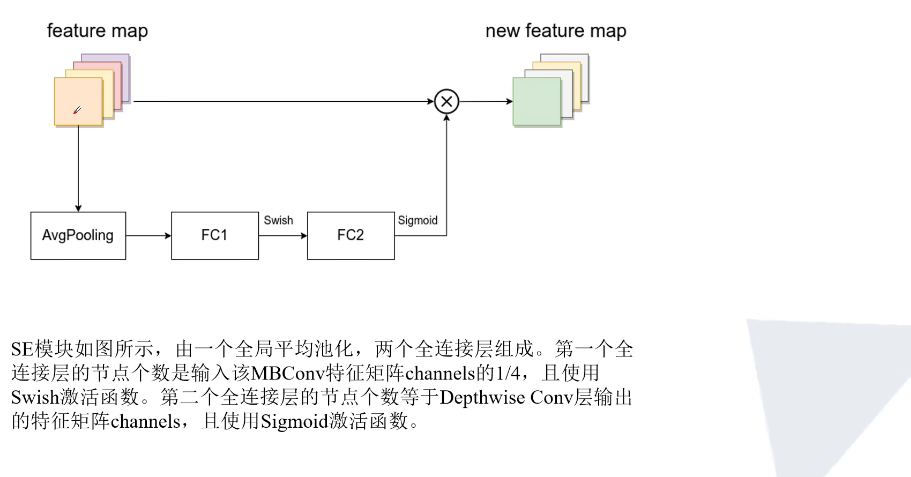 feature map
new feature map
Swish
Sigmoid
AvgPooling
FC1
FC2
SE模块如图所示，由一个全局平均池化，两个全连接层组成。第一个全
连接层的节点个数是输入该MBConv特征矩阵channels的1/4，且使用
Swish激活函数。第二个全连接层的节点个数等于Depthwise Conv层输出
的特征矩阵channels，且使用Sigmoid激活函数。